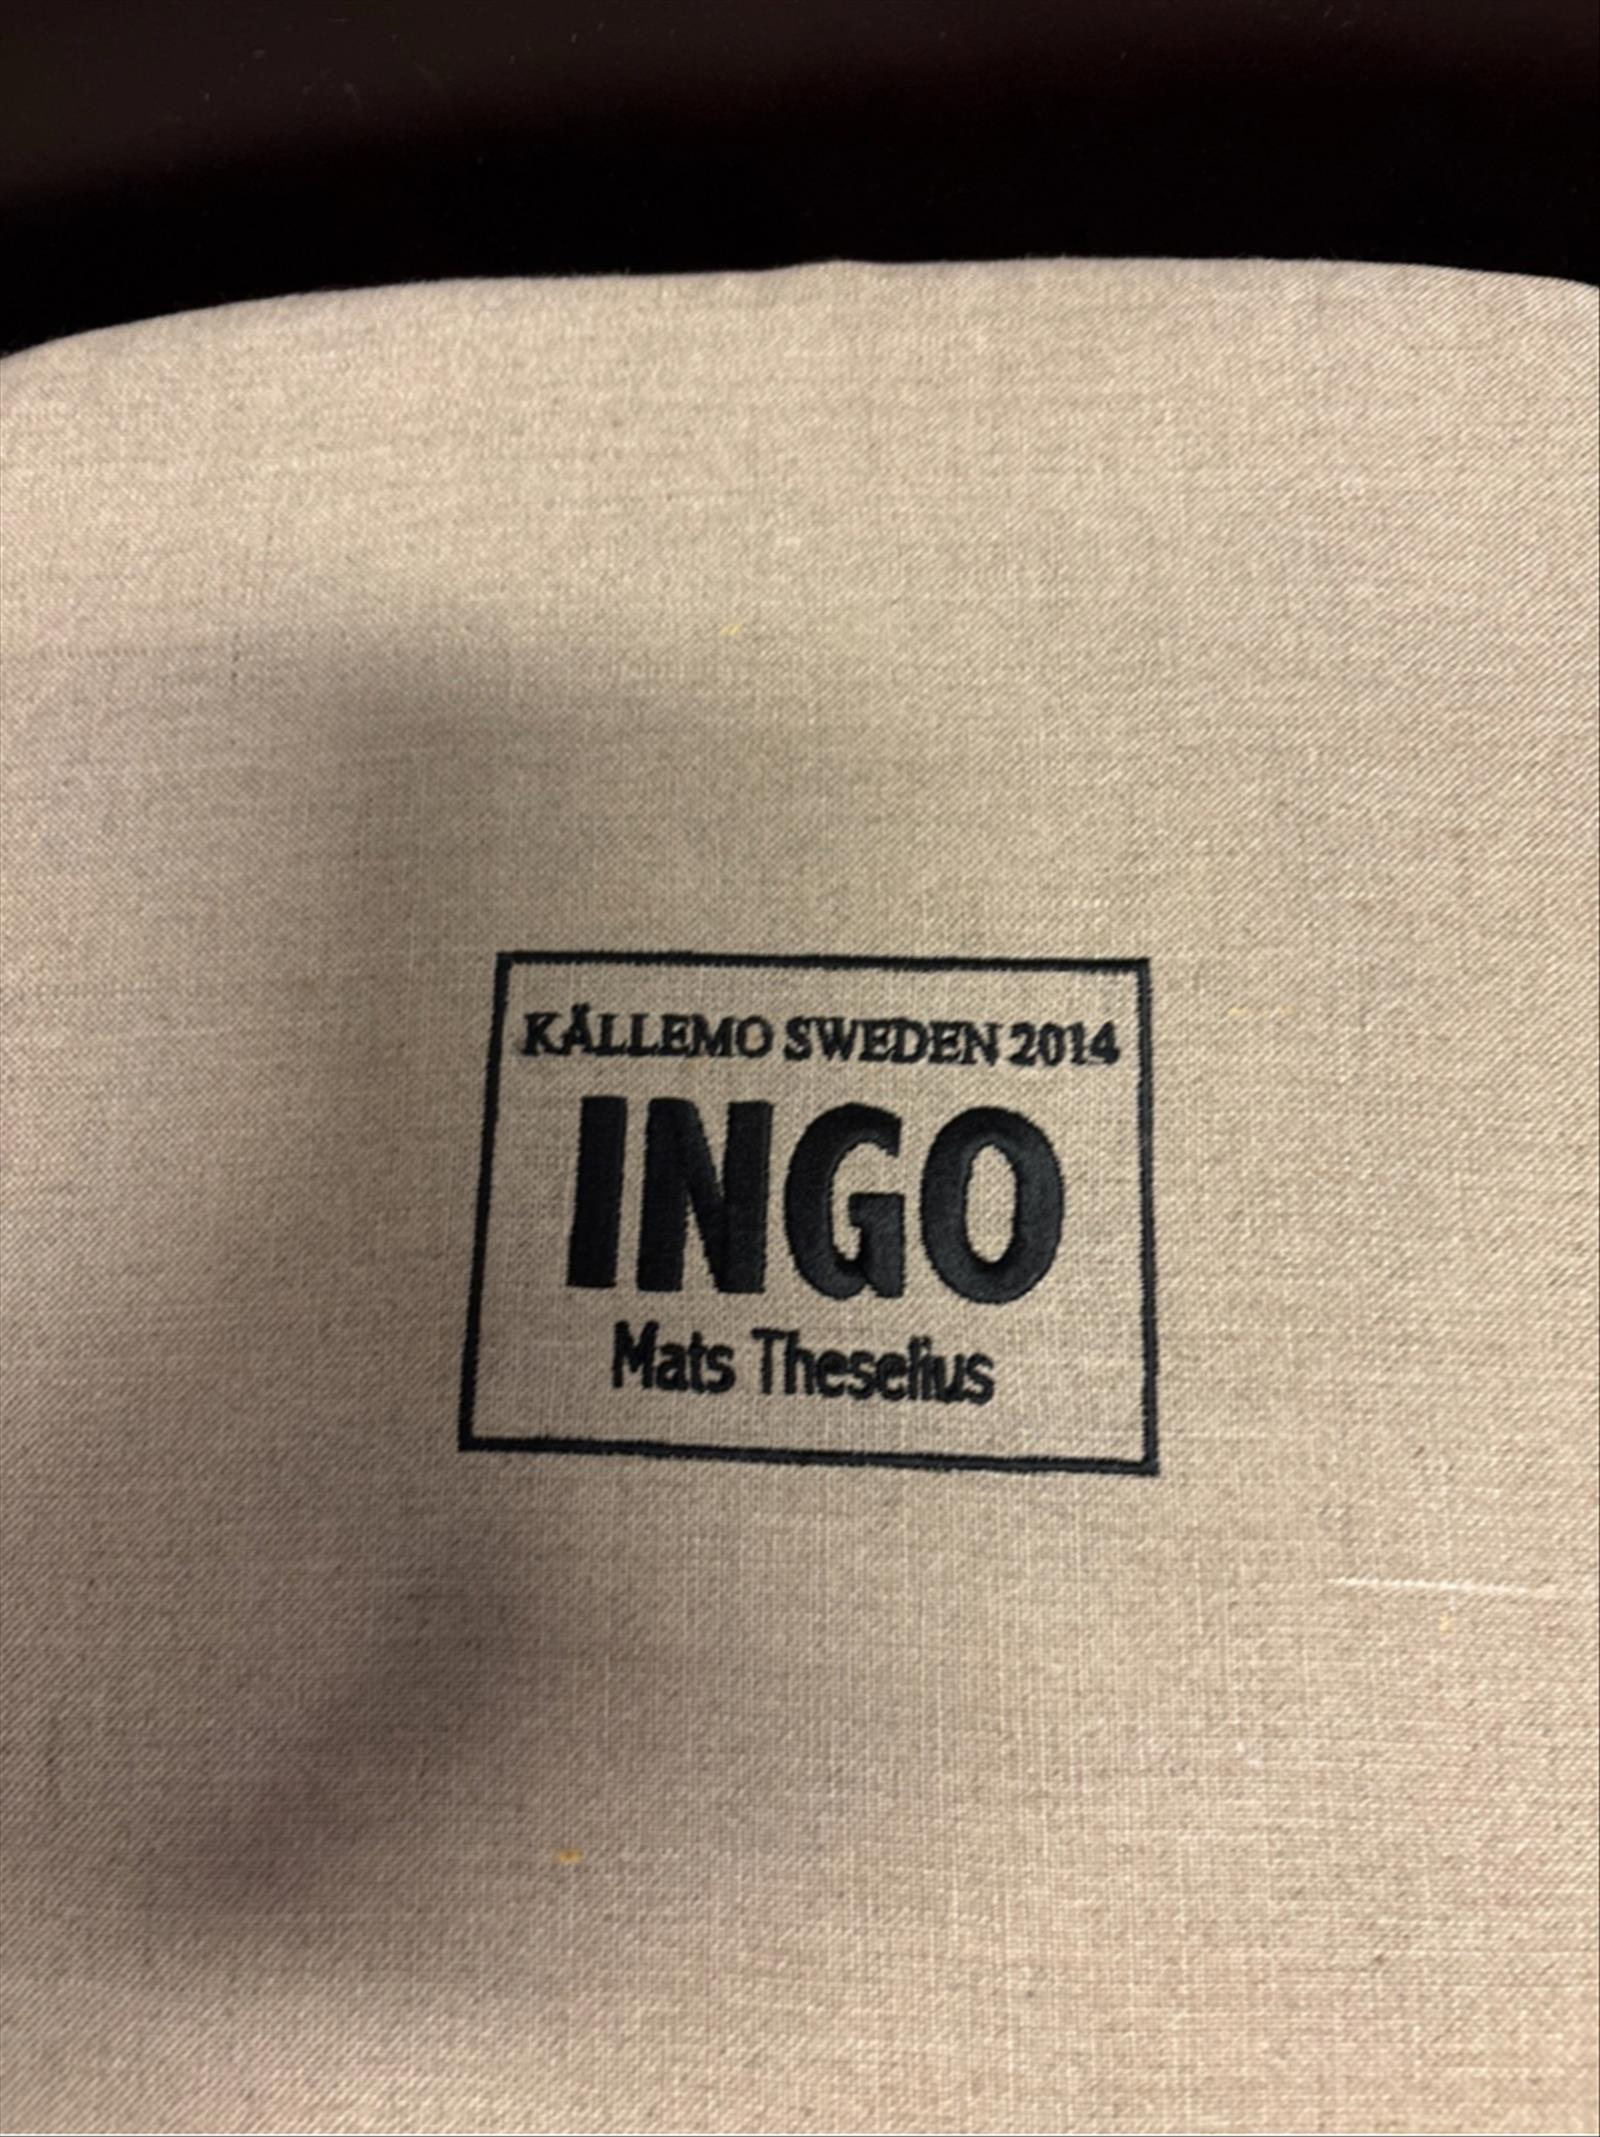 KÄLLEMO SWEDEN 2014
INGO
Mats Theselius